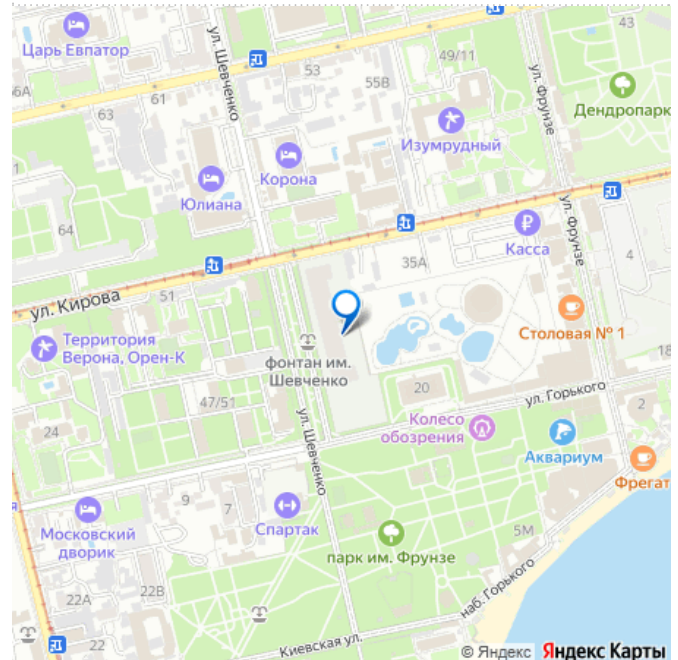 Царь Евпатор
ул. Шевченко
53
49/11
43
ул. Фрунзе
Дендропарк
55В
61
63
Изумрудный
Корона
Юлиана
64
ул. Фрунзе
Касса
35А
4
51
ул. Кирова
Столовая № 1
Территория
Верона, Орен-К
фонтан им.
Шевченко
18
20
ул. Горького
47/51
2
24
Колесо
обозрения
ул. Шевченко
Аквариум
Фрегат
9
7
Спартак
Московский
дворик
5М
парк им. Фрунзе
22А
22В
наб. Горького
22
Киевская ул.
© Яндекс Яндекс Карты